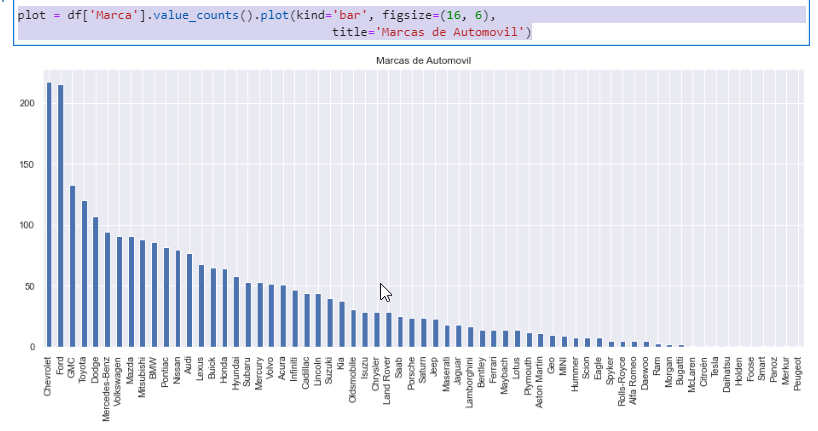 plot = df['Marca'].value_counts().plot(kind='bar', figsize=(16, 6),
title='Marcas de Automovil')
Marcas de Automovil
200
150
100
50
0
Chevrolet
Ford
GMC
Toyota
Dodge
Mercedes-Benz
Volkswagen
Mazda
Mitsubishi
BMW
Pontiac
Nissan
Audi
Lexus
Buick
Honda
Hyundai
Subaru
Mercury
Volvo
Acura
Infiniti
Cadillac
Lincoln
Suzuki
Kia
Oldsmobile
Isuzu
Chrysler
Land Rover
Saab
Porsche
Saturn
Jeep
Maserati
Jaguar
Lamborghini
Bentley
Ferrari
Maybach
Lotus
Plymouth
Aston Martin
Geo
MINI
Hummer
Scion
Eagle
Spyker
Rolls-Royce
Alfa Romeo
Daewoo
Ram
Morgan
Bugatti
McLaren
Citroën
Tesla
Daihatsu
Holden
Foose
Smart
Panoz
Merkur
Peugeot